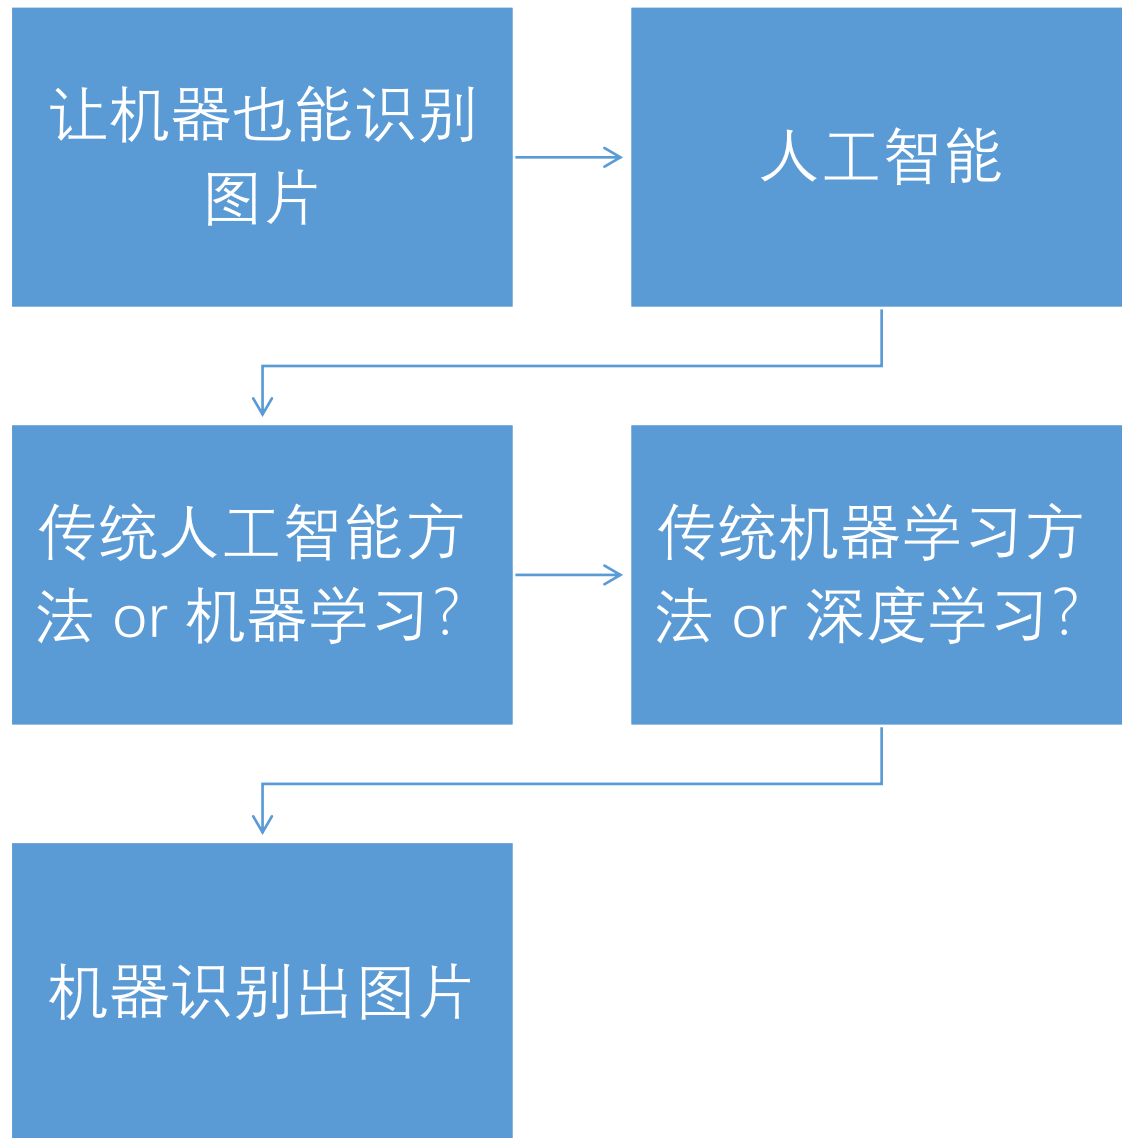 让机器也能识别
图片
人工智能
传统人工智能方
法 or 机器学习?
传统机器学习方
法 or 深度学习?
机器识别出图片